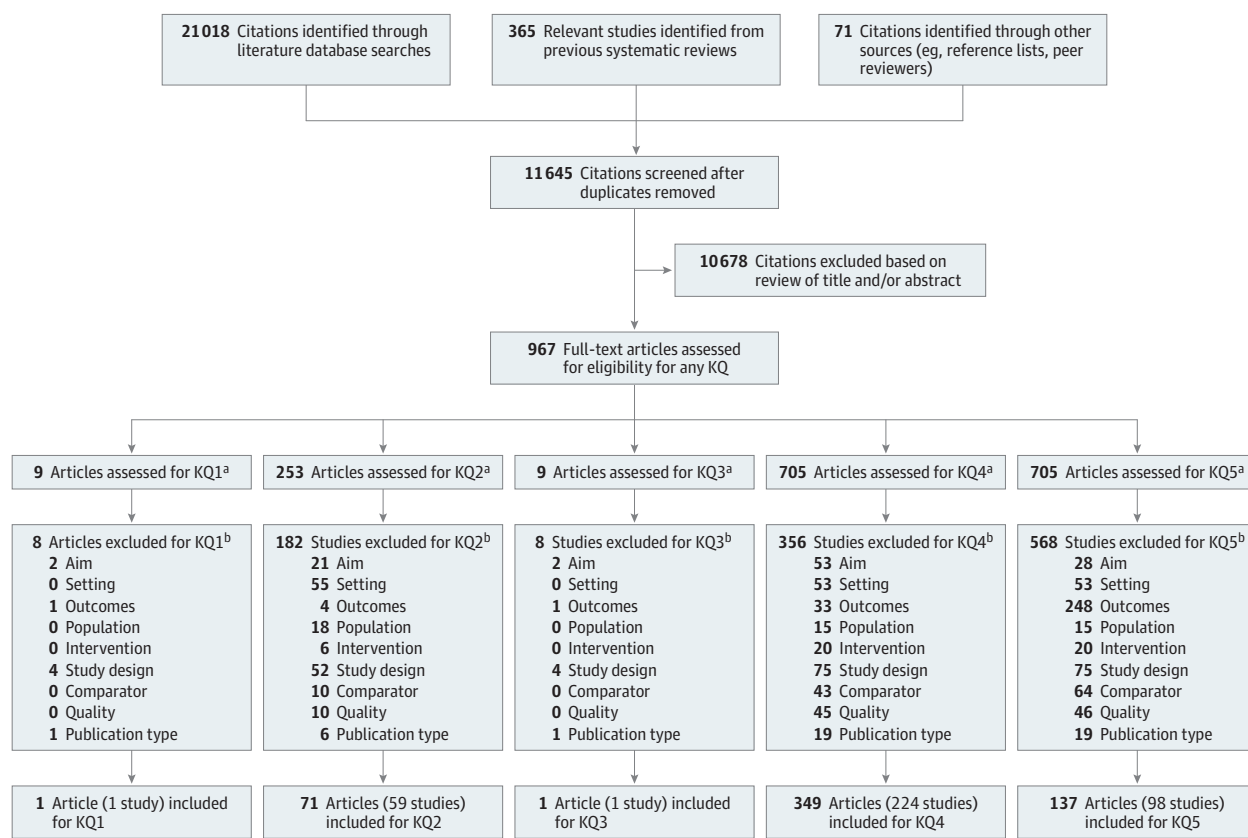 21018 Citations identified through
literature database searches
365 Relevant studies identified from
previous systematic reviews
71 Citations identified through other
sources (eg, reference lists, peer
reviewers)
11645 Citations screened after
duplicates removed
10678 Citations excluded based on
review of title and/or abstract
967 Full-text articles assessed
for eligibility for any KQ
9 Articles assessed for KQ1a
253 Articles assessed for KQ2a
9 Articles assessed for KQ3a
705 Articles assessed for KQ4a
705 Articles assessed for KQ5a
8 Articles excluded for KQ1b
2 Aim
0 Setting
1 Outcomes
0 Population
0 Intervention
4 Study design
0 Comparator
0 Quality
1 Publication type
182 Studies excluded for KQ2b
21 Aim
55 Setting
4 Outcomes
18 Population
6 Intervention
52 Study design
10 Comparator
10 Quality
6 Publication type
8 Studies excluded for KQ3b
2 Aim
0 Setting
1 Outcomes
0 Population
0 Intervention
4 Study design
0 Comparator
0 Quality
1 Publication type
356 Studies excluded for KQ4b
53 Aim
53 Setting
33 Outcomes
15 Population
20 Intervention
75 Study design
43 Comparator
45 Quality
19 Publication type
568 Studies excluded for KQ5b
28 Aim
53 Setting
248 Outcomes
15 Population
20 Intervention
75 Study design
64 Comparator
46 Quality
19 Publication type
1 Article (1 study) included
for KQ1
71 Articles (59 studies)
included for KQ2
1 Article (1 study) included
for KQ3
349 Articles (224 studies)
included for KQ4
137 Articles (98 studies)
included for KQ5